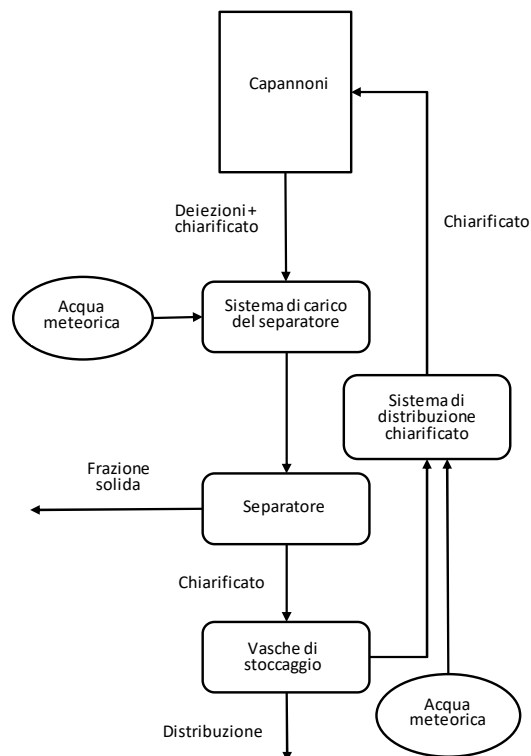 Capannoni
Deiezioni +
chiarificato
Chiarificato
Acqua
meteorica
Sistema di carico
del separatore
Sistema di
distribuzione
chiarificato
Frazione
solida
Separatore
Chiarificato
Vasche di
stoccaggio
Acqua
meteorica
Distribuzione